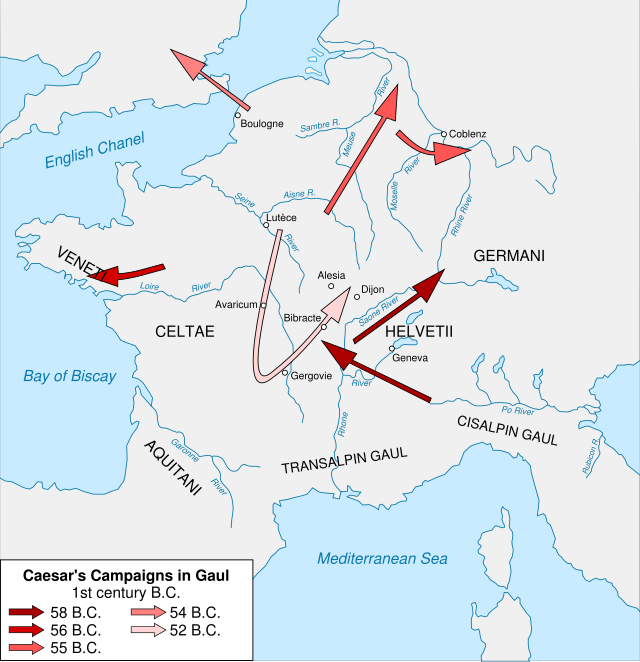 River
Boulogne
Sambre R.
Meuse
Coblenz
English Chanel
River
Moselle
Aisne R.
Seine
Rhine River
Lutèce
River
VENETI
GERMANI
Alesia
Loire River
Dijon
Avaricum
Saone River
Bibracte
CELTAE
HELVETII
Geneva
Bay of Biscay
Gergovie
River
Po River
Rhone
CISALPIN GAUL
Garonne
River
AQUITANI
TRANSALPIN GAUL
Rubicon R.
Mediterranean Sea
Caesar's Campaigns in Gaul
1st century B.C.
58 B.C.
54 B.C.
56 B.C.
52 B.C.
55 B.C.